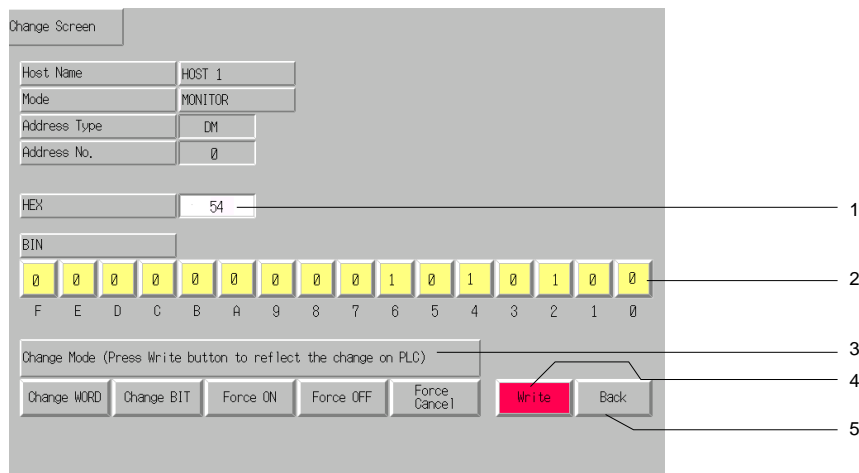 Change Screen
Host Name HOST 1
Mode MONITOR
Address Type DM
Address No. 0
HEX 54 1
BIN
0 0 0 0 0 0 0 0 0 1 0 1 0 1 0 0 2
F E D C B A 9 8 7 6 5 4 3 2 1 0
Change Mode (Press Write button to reflect the change on PLC) 3
4
Change WORD Change BIT Force ON Force OFF Force Cancel Write Back
5